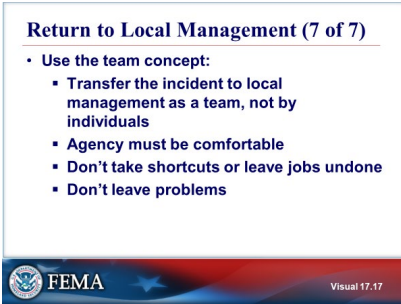 Return to Local Management (7 of 7)
• Use the team concept:
▪ Transfer the incident to local
management as a team, not by
individuals
▪ Agency must be comfortable
▪ Don't take shortcuts or leave jobs undone
▪ Don't leave problems
FEMA
Visual 17.17